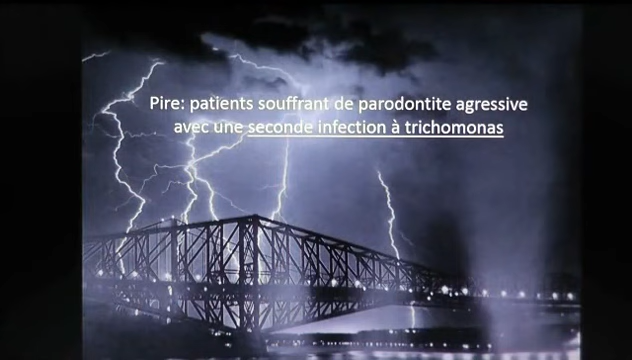 Pire: patients souffrant de parodontite agressive
avec une seconde infection à trichomonas